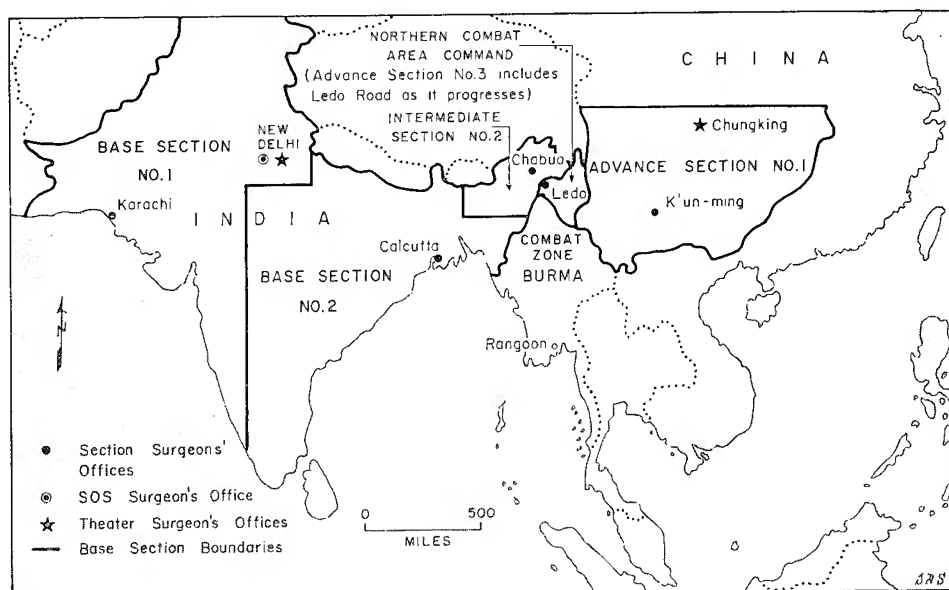 NORTHERN COMBAT
AREA COMMAND
(Advance Section No.3 includes
Ledo Road as it progresses)
INTERMEDIATE
SECTION NO.2
CHINA
Chungking
ADVANCE SECTION NO.1
K'un-ming
Chabua
Ledo
NEW
DELHI
BASE SECTION
NO.1
Karachi
INDIA
Calcutta
COMBAT
ZONE
BURMA
BASE SECTION
NO.2
Rangoon
N
Section Surgeons'
Offices
SOS Surgeon's Office
Theater Surgeon's Offices
Base Section Boundaries
0 500
MILES